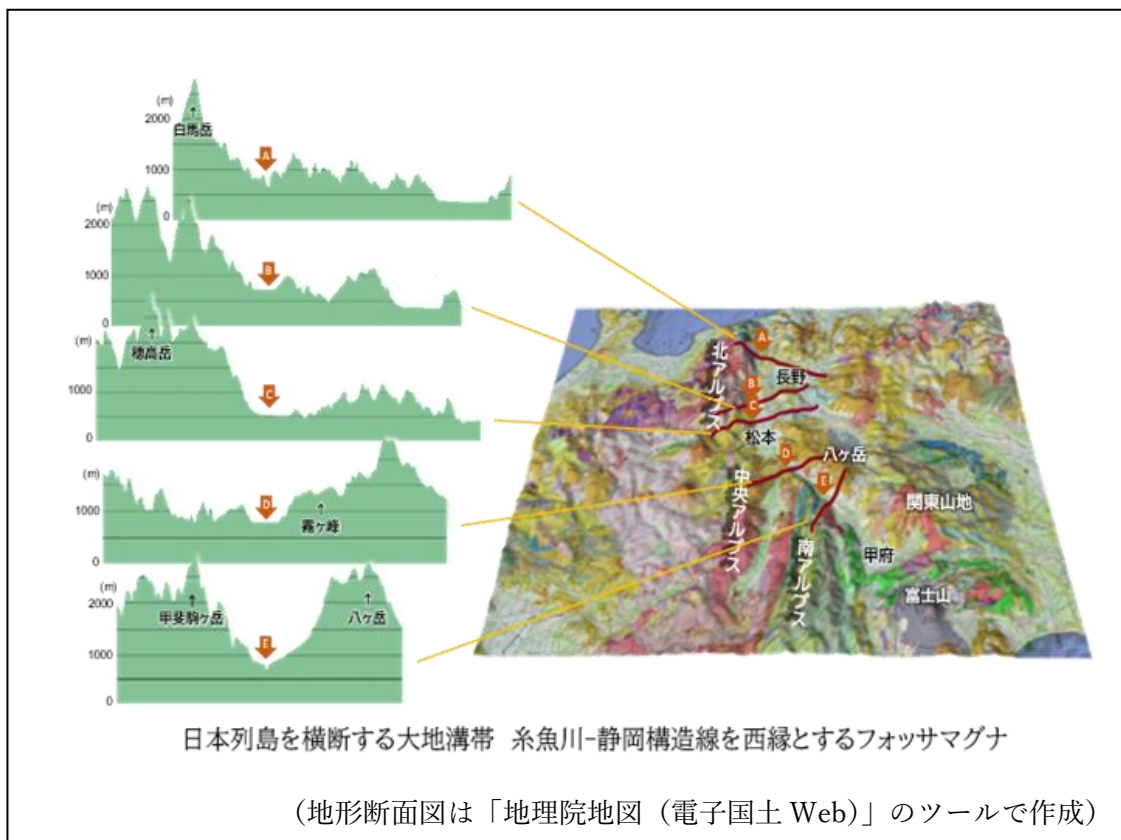 (m)
2000
1000
0
白馬岳
A
(m)
2000
1000
0
B
(m)
2000
1000
0
穂高岳
C
(m)
2000
1000
0
D
霧ヶ峰
(m)
2000
1000
0
甲斐駒ヶ岳
E
八ヶ岳
A
北アルプス
長野
B
C
松本
D
八ヶ岳
E
中央アルプス
関東山地
南アルプス
甲府
富士山
日本列島を横断する大地溝帯 糸魚川-静岡構造線を西縁とするフォッサマグナ
(地形断面図は「地理院地図(電子国土 Web)」のツールで作成)